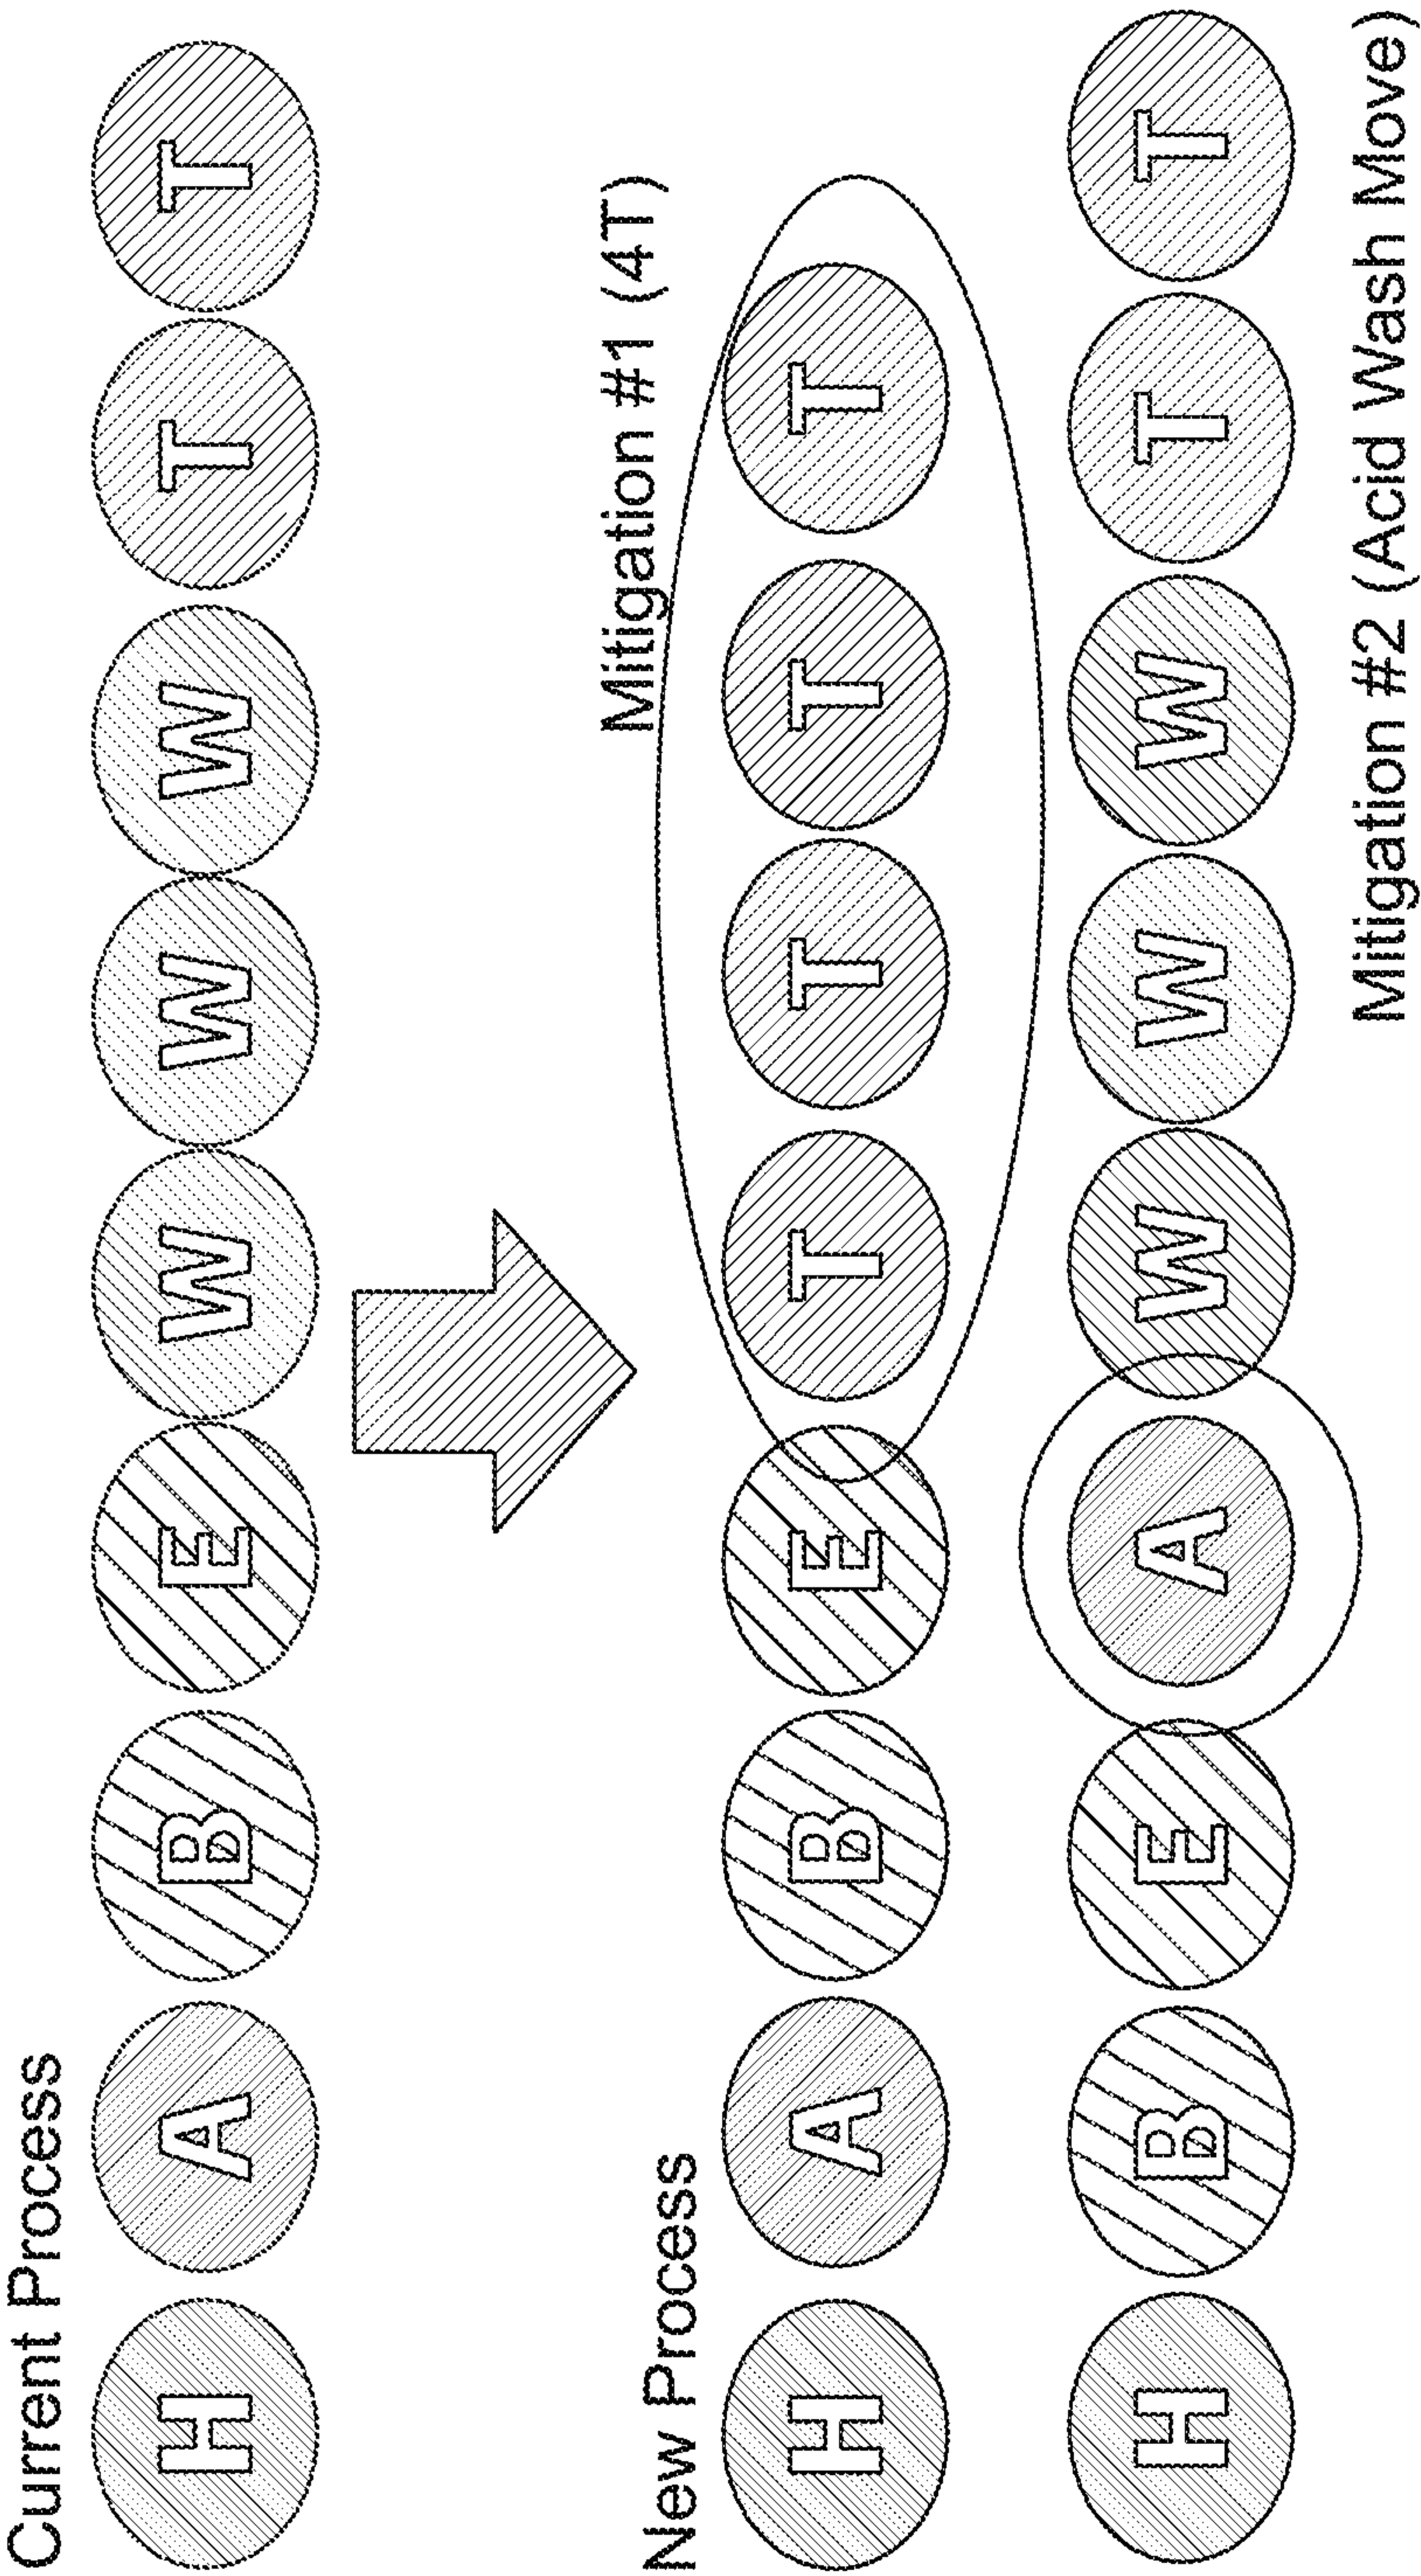 Current Process
H A B E W W W T T
Mitigation #1 (4T)
New Process
H A B E T T T T
H B E A W W W T T
Mitigation #2 (Acid Wash Move)